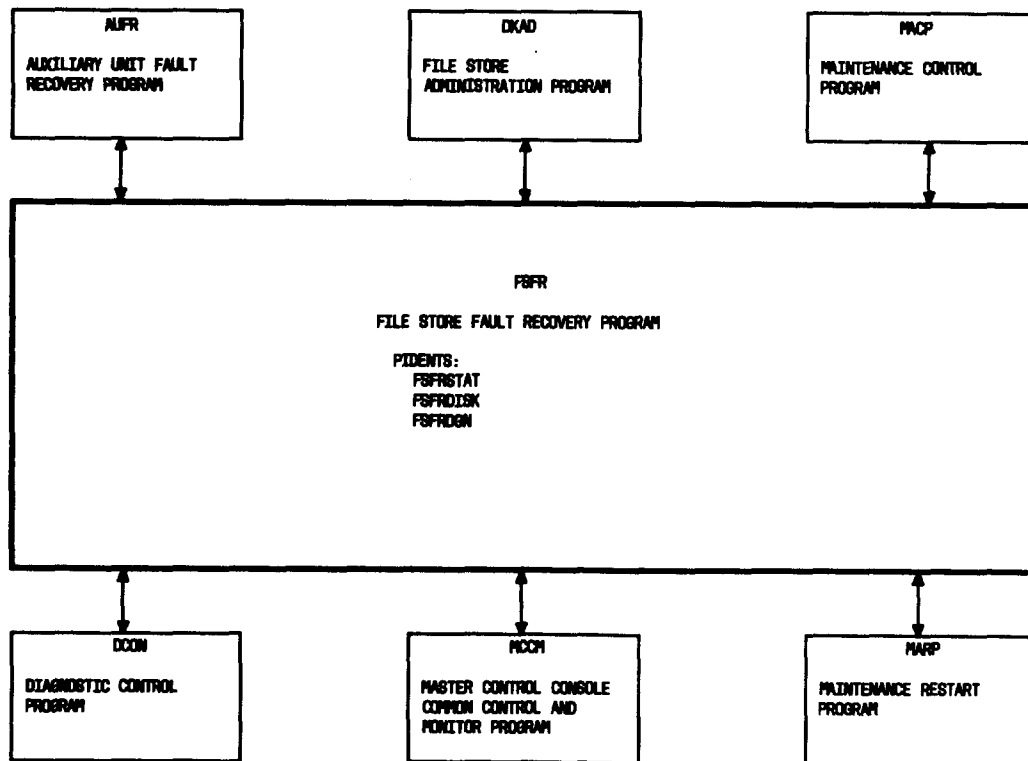 AUFR
AUXILIARY UNIT FAULT
RECOVERY PROGRAM
DKAD
FILE STORE
ADMINISTRATION PROGRAM
MACP
MAINTENANCE CONTROL
PROGRAM
FSFR
FILE STORE FAULT RECOVERY PROGRAM
PIDENTS:
FSFRSTAT
FSFRDISK
FSFRDGN
DCON
DIAGNOSTIC CONTROL
PROGRAM
MCCM
MASTER CONTROL CONSOLE
COMMON CONTROL AND
MONITOR PROGRAM
MARP
MAINTENANCE RESTART
PROGRAM